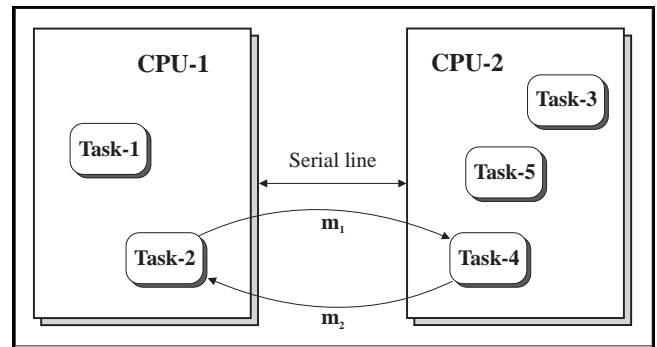 CPU-1
CPU-2
Task-3
Task-1
Serial line
Task-5
m₁
Task-2
Task-4
m₂